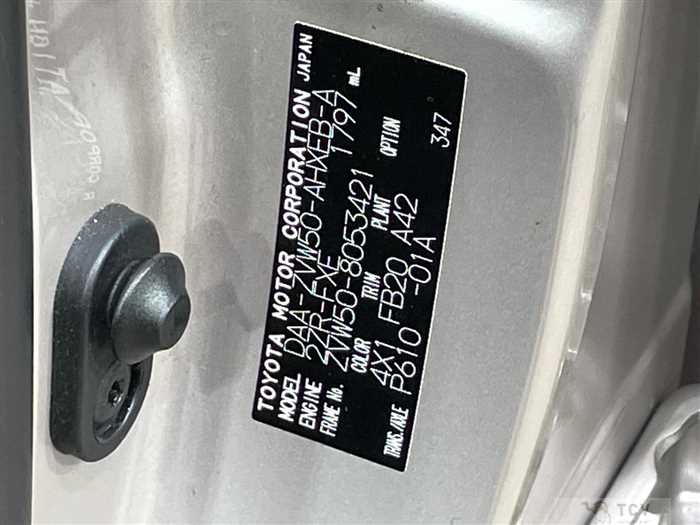 TOYOTA MOTOR CORPORATION JAPAN
MODEL DAA-ZVW50-AHXEB-A
ENGINE 2ZR-FXE 1797 mL
FRAME No. ZVW50-8053421
COLOR TRIM PLANT OPTION
4X1 FB20 A42
TRANS./AXLE P610 -01A 347
TCV